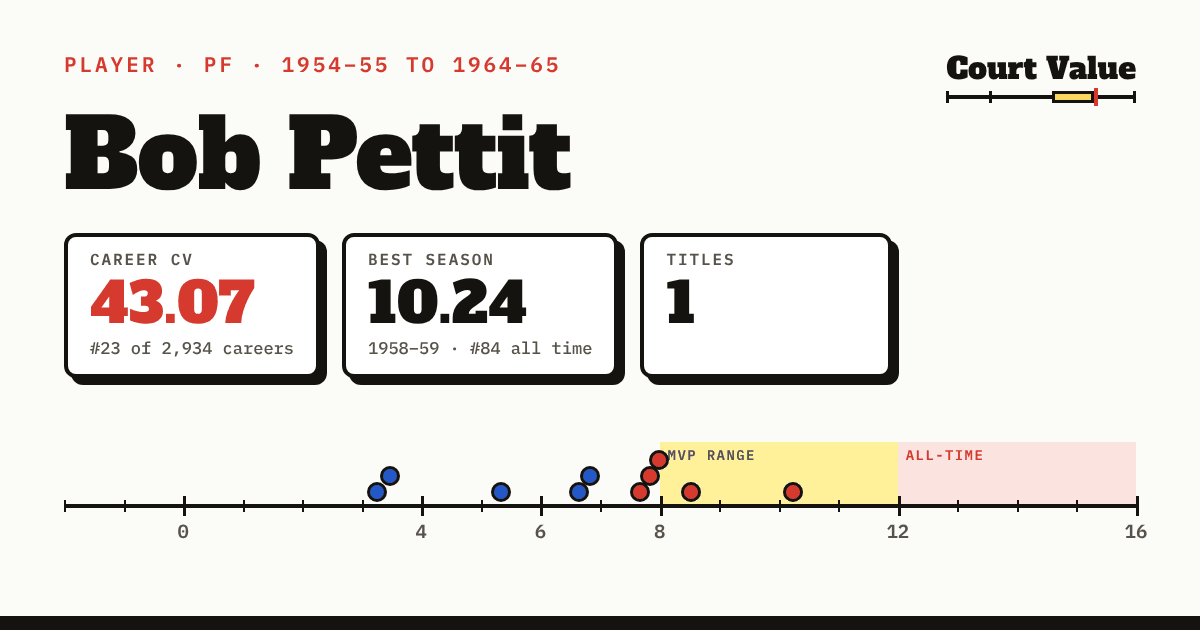 PLAYER · PF · 1954–55 TO 1964–65
Court Value
Bob Pettit
CAREER CV
43.07
#23 of 2,934 careers
BEST SEASON
10.24
1958–59 · #84 all time
TITLES
1
MVP RANGE
ALL-TIME
0 4 6 8 12 16